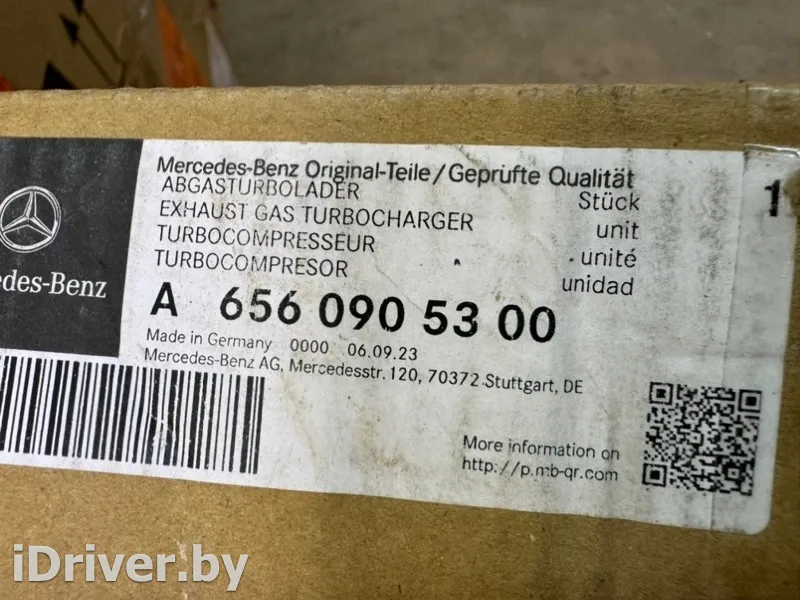 Mercedes-Benz Original-Teile/Geprüfte Qualität
ABGASTURBOLADER Stück 1
EXHAUST GAS TURBOCHARGER unit
TURBOCOMPRESSEUR unité
TURBOCOMPRESOR unidad
edes-Benz
A 656 090 53 00
Made in Germany 0000 06.09.23
Mercedes-Benz AG, Mercedesstr. 120, 70372 Stuttgart, DE
More information on
http://p.mb-qr.com
iDriver.by